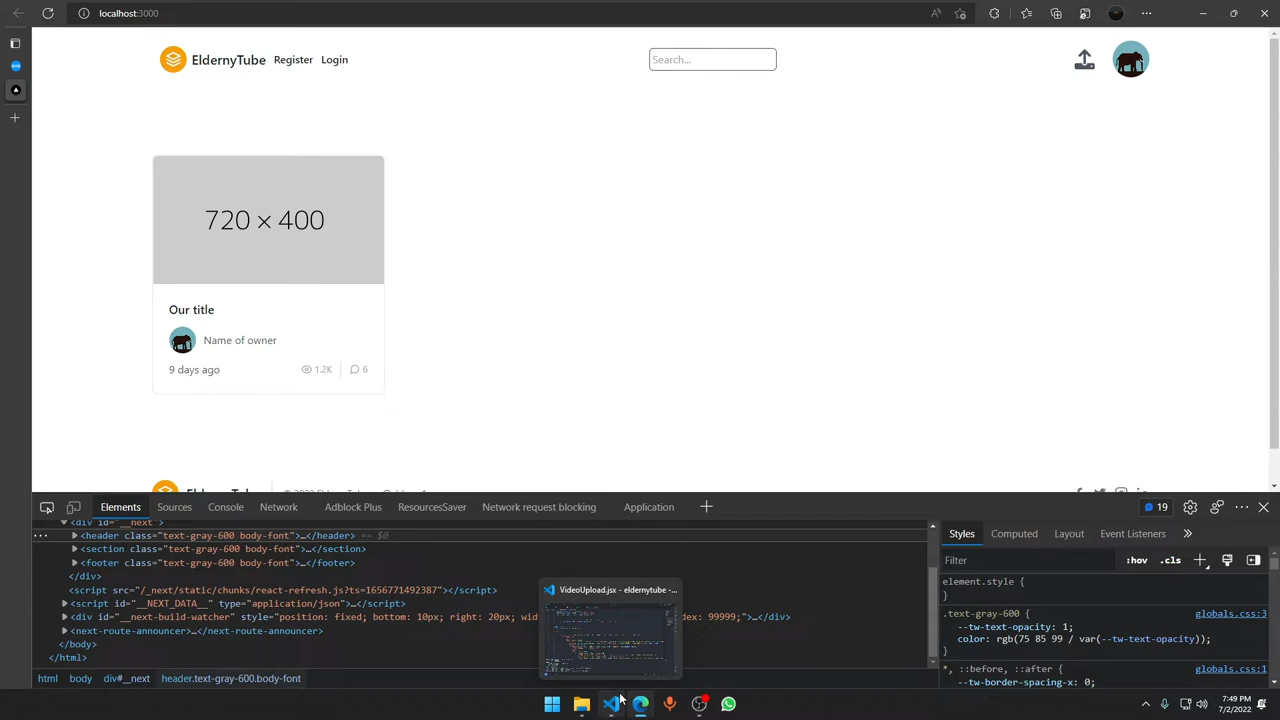 localhost:3000
EldernyTube Register Login
Search...
720 × 400
Our title
Name of owner
9 days ago
1.2K
6
Elements Sources Console Network Adblock Plus ResourcesSaver Network request blocking Application
19
<div id="__next">
<header class="text-gray-600 body-font">…</header> == $0
<section class="text-gray-600 body-font">…</section>
<footer class="text-gray-600 body-font">…</footer>
</div>
<script src="/_next/static/chunks/react-refresh.js?ts=1656771492387"></script>
<script id="__NEXT_DATA__" type="application/json">…</script>
<div id="__next-build-watcher" style="position: fixed; bottom: 10px; right: 20px; wid
dex: 99999;">…</div>
<next-route-announcer>…</next-route-announcer>
</body>
</html>
html body div#__next header.text-gray-600.body-font
VideoUpload.jsx - eldernytube -...
Styles Computed Layout Event Listeners
Filter
:hov .cls
element.style {
}
.text-gray-600 { globals.css:3
--tw-text-opacity: 1;
color: rgb(75 85 99 / var(--tw-text-opacity));
}
*, ::before, ::after { globals.css:1
--tw-border-spacing-x: 0;
7:49 PM
7/2/2022